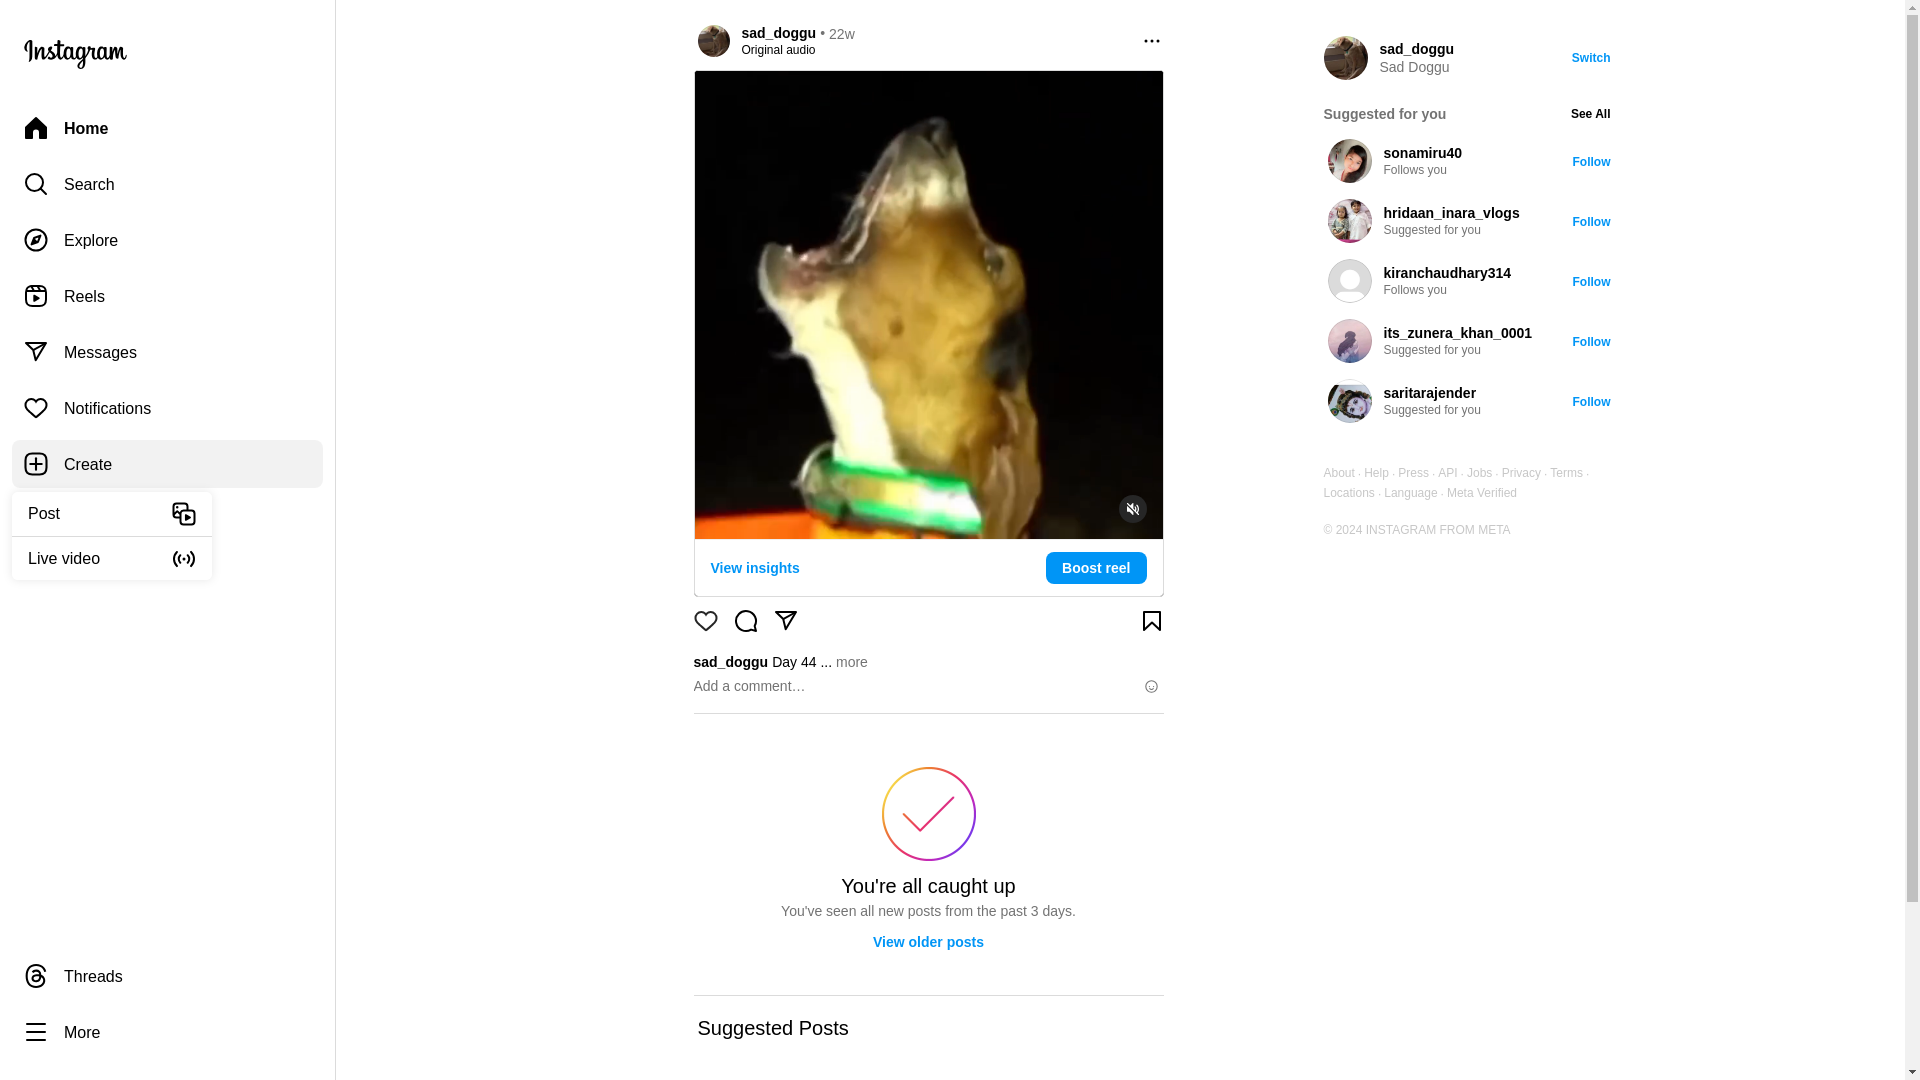 Instagram
Home
Search
Explore
Reels
Messages
Notifications
Create
Post
Live video
Threads
More
sad_doggu • 22w
Original audio
View insights
Boost reel
sad_doggu Day 44 ... more
Add a comment…
You're all caught up
You've seen all new posts from the past 3 days.
View older posts
Suggested Posts
sad_doggu
Sad Doggu
Switch
Suggested for you
See All
sonamiru40
Follows you
Follow
hridaan_inara_vlogs
Suggested for you
Follow
kiranchaudhary314
Follows you
Follow
its_zunera_khan_0001
Suggested for you
Follow
saritarajender
Suggested for you
Follow
About · Help · Press · API · Jobs · Privacy · Terms ·
Locations · Language · Meta Verified
© 2024 INSTAGRAM FROM META